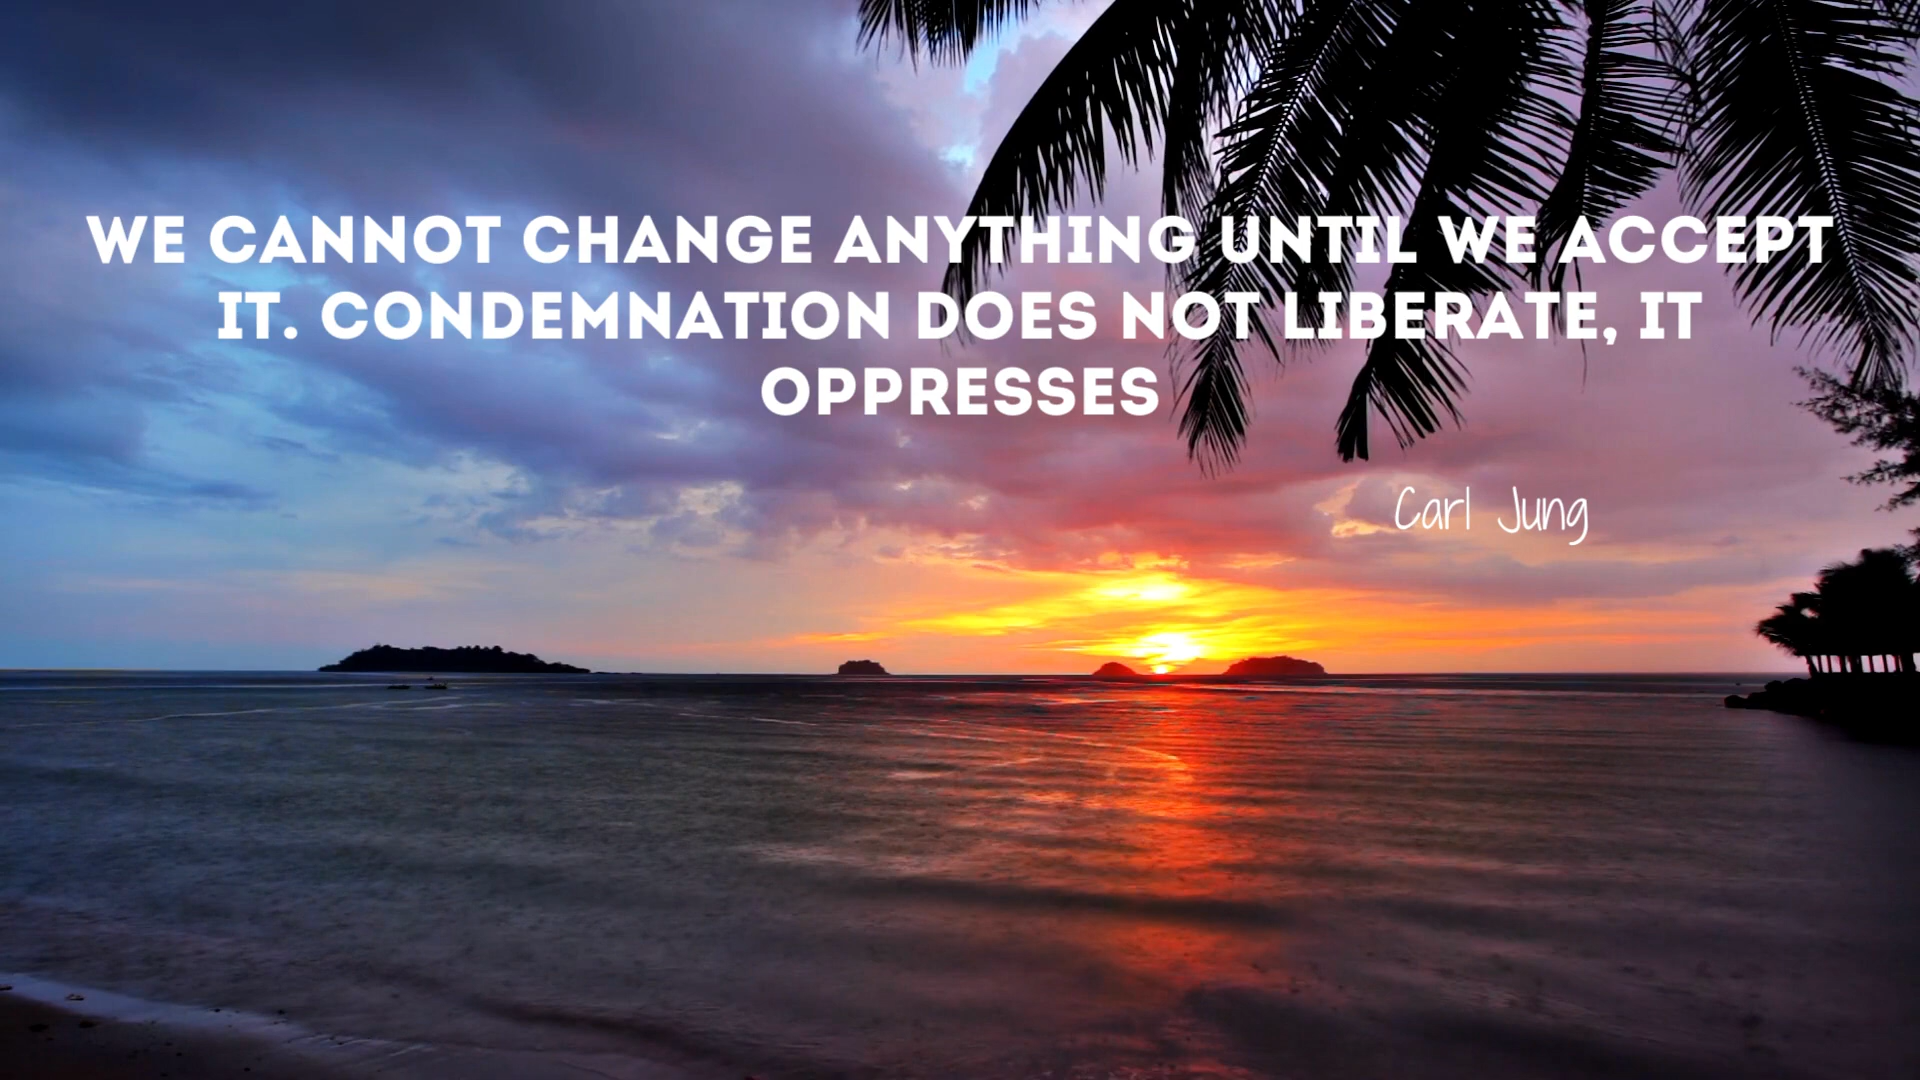 WE CANNOT CHANGE ANYTHING UNTIL WE ACCEPT
IT. CONDEMNATION DOES NOT LIBERATE, IT
OPPRESSES
Carl Jung